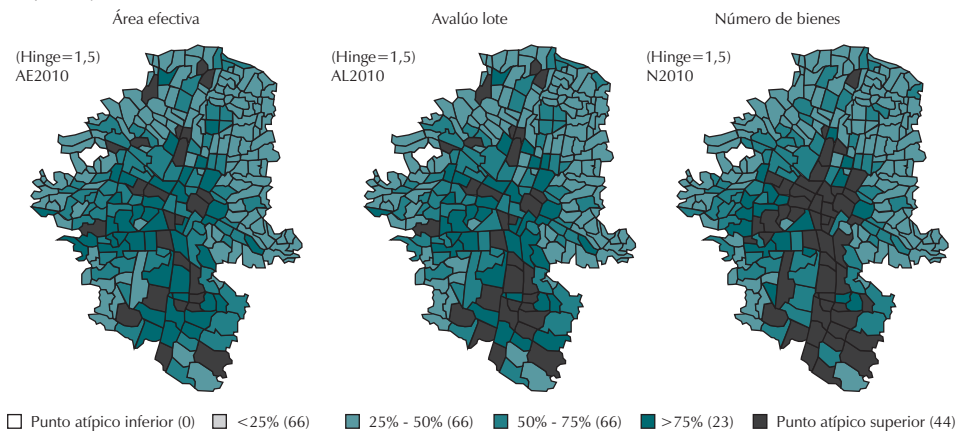 Área efectiva
Avalúo lote
Número de bienes
(Hinge=1,5)
AE2010
(Hinge=1,5)
AL2010
(Hinge=1,5)
N2010
Punto atípico inferior (0)
<25% (66)
25% - 50% (66)
50% - 75% (66)
>75% (23)
Punto atípico superior (44)